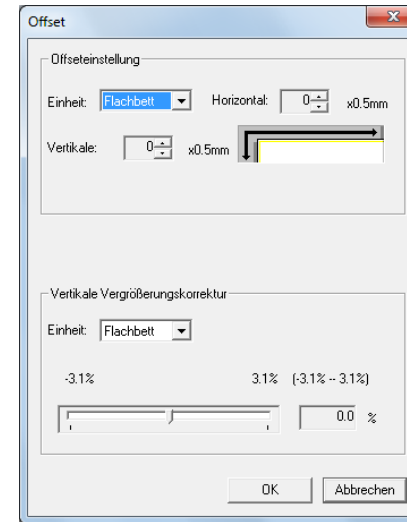 Offset
Offseteinstellung
Einheit: Flachbett Horizontal: 0 x0.5mm
Vertikale: 0 x0.5mm
Vertikale Vergrößerungskorrektur
Einheit: Flachbett
-3.1% 3.1% (-3.1% -- 3.1%)
0.0 %
OK Abbrechen